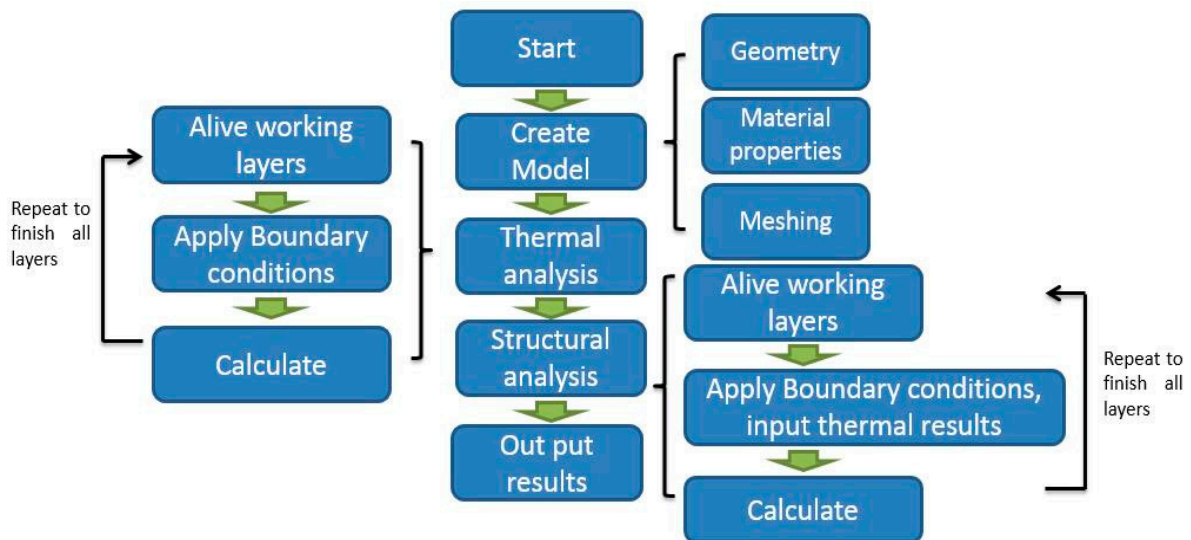 Start
Create
Model
Thermal
analysis
Structural
analysis
Out put
results
Geometry
Material
properties
Meshing
Alive working
layers
Apply Boundary
conditions
Calculate
Repeat to
finish all
layers
Alive working
layers
Apply Boundary conditions,
input thermal results
Calculate
Repeat to
finish all
layers